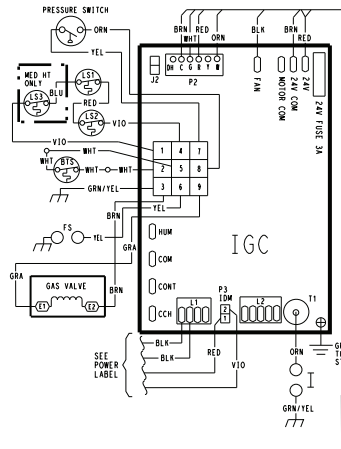 PRESSURE SWITCH
ORN
YEL
BRN
WHT
RED
ORN
BLK
BRN
RED
MED HT
ONLY
LS1
LS3
BLU
RED
LS2
VIO
VIO
WHT
WHT
BTS
WHT
WHT
GRN/YEL
J2
DH C G R Y W
P2
FAN
MOTOR COM
24V COM
24V
24V FUSE 3A
1 4 7
2 5 8
3 6 9
YEL
BRN
FS
YEL
GRA
GRA
BRN
GAS VALVE
E1
E2
HUM
COM
CONT
CCH
IGC
L1
P3
IDM
2
1
L2
T1
SEE
POWER
LABEL
BLK
BLK
RED
VIO
ORN
I
GRN/YEL